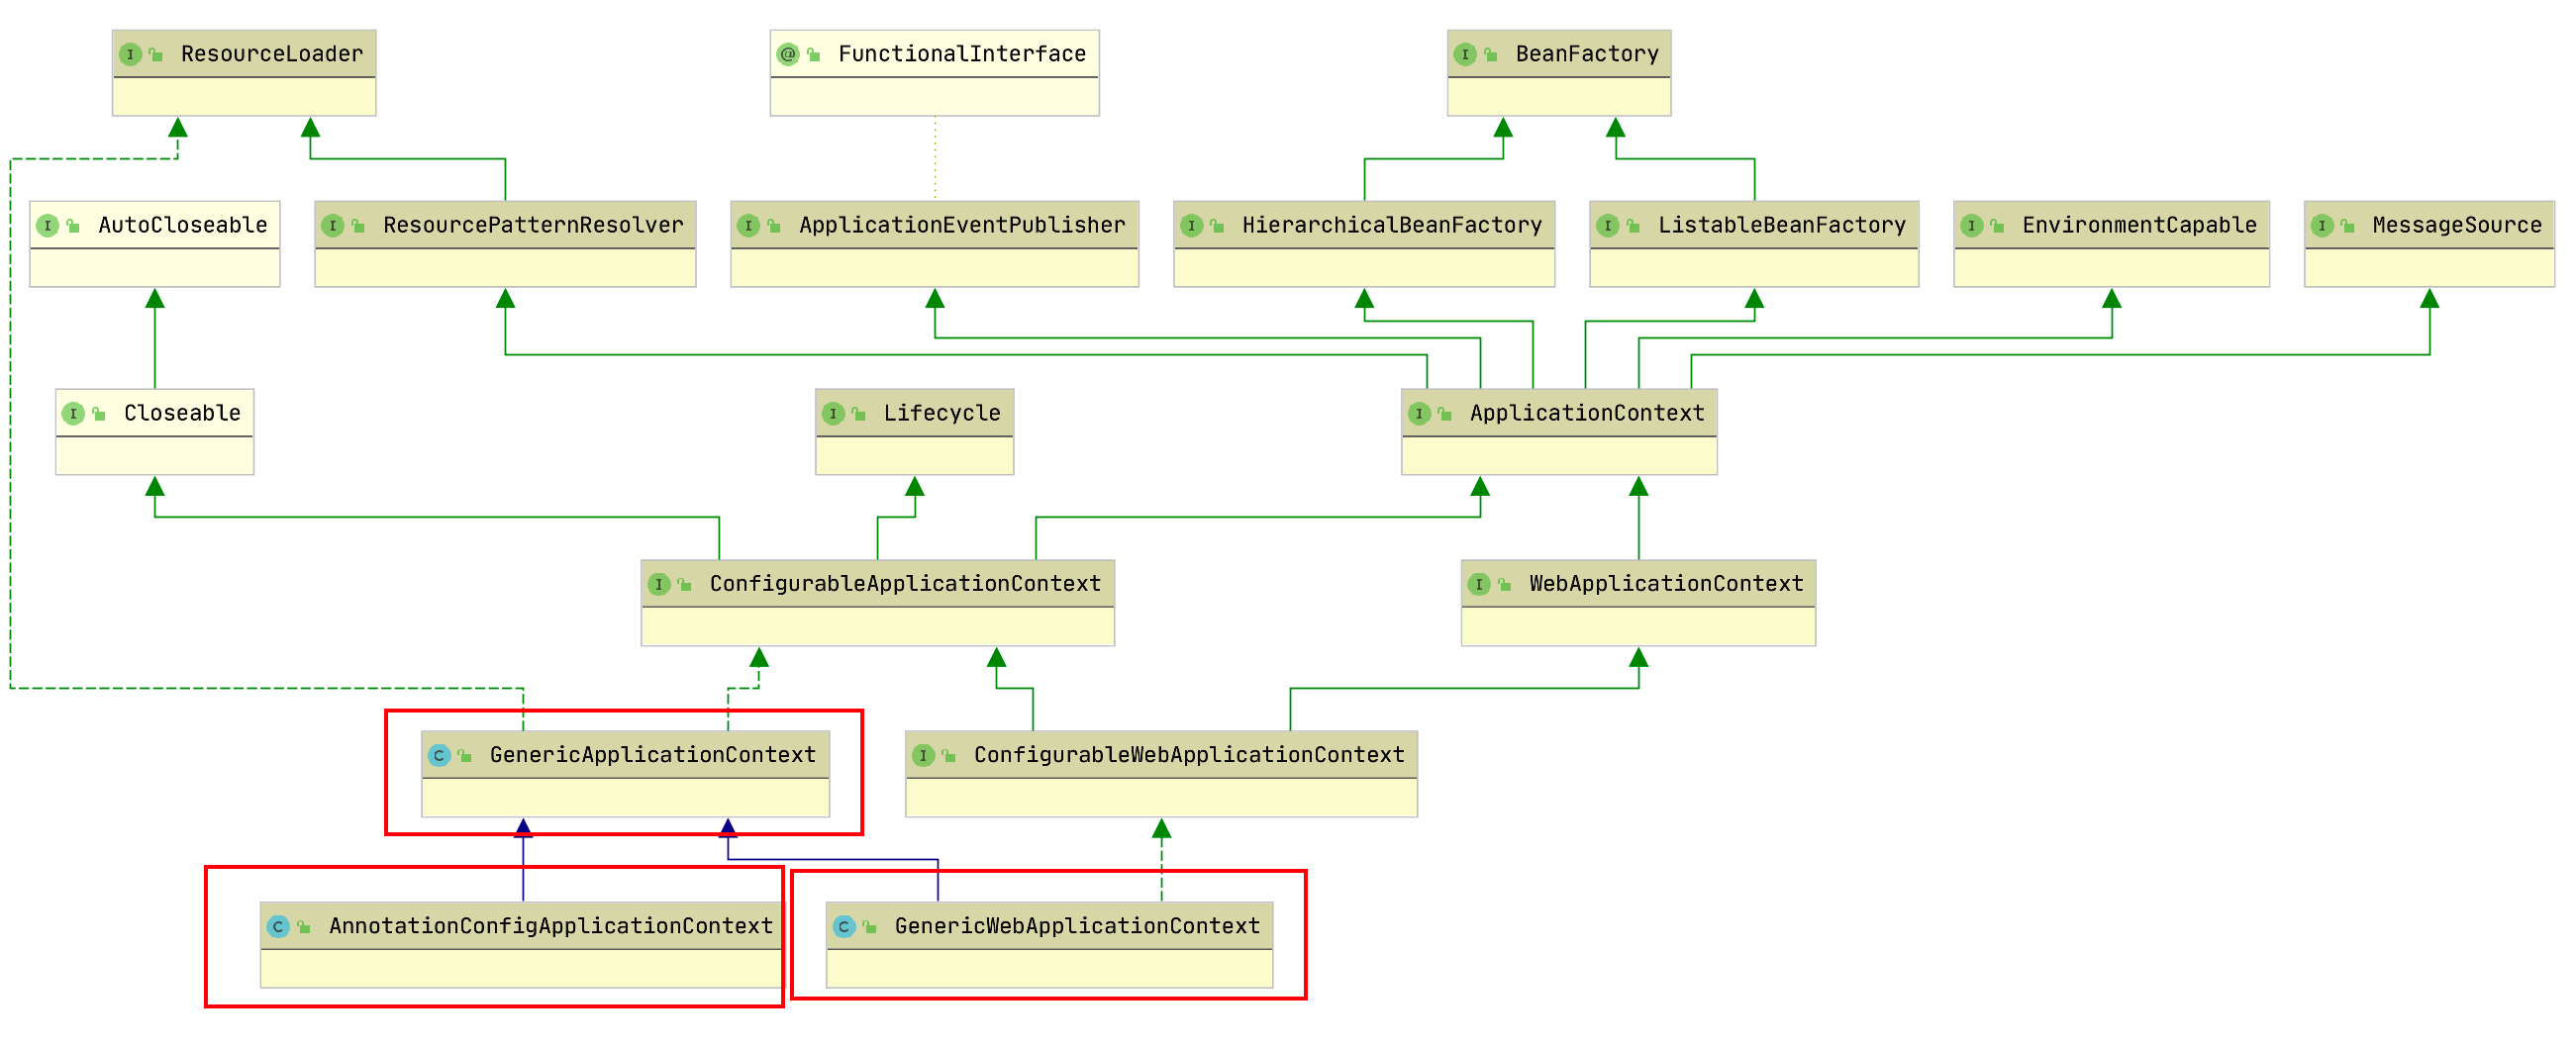 ResourceLoader
FunctionalInterface
BeanFactory
AutoCloseable
ResourcePatternResolver
ApplicationEventPublisher
HierarchicalBeanFactory
ListableBeanFactory
EnvironmentCapable
MessageSource
Closeable
Lifecycle
ApplicationContext
ConfigurableApplicationContext
WebApplicationContext
GenericApplicationContext
ConfigurableWebApplicationContext
AnnotationConfigApplicationContext
GenericWebApplicationContext